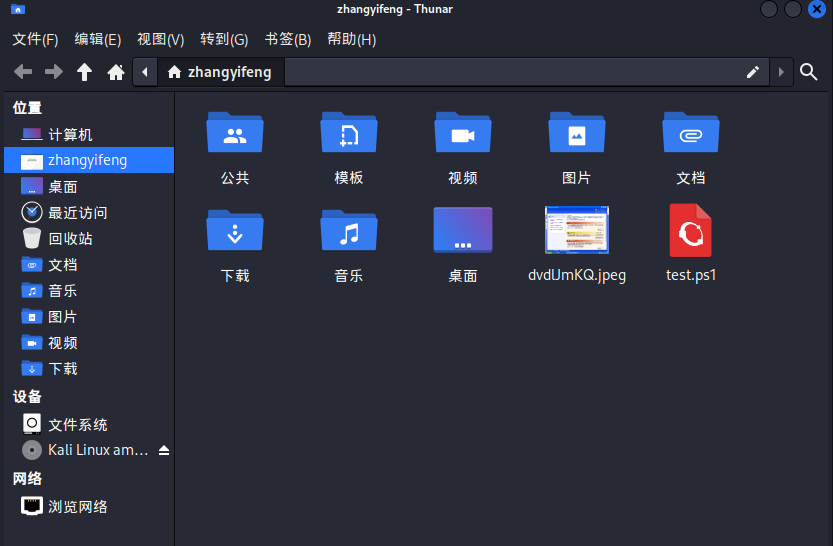 zhangyifeng - Thunar
文件(F) 编辑(E) 视图(V) 转到(G) 书签(B) 帮助(H)
zhangyifeng
位置
计算机
zhangyifeng
桌面
最近访问
回收站
文档
音乐
图片
视频
下载
设备
文件系统
Kali Linux am...
网络
浏览网络
公共 模板 视频 图片 文档
下载 音乐 桌面 dvdlJmKQ.jpeg test.ps1